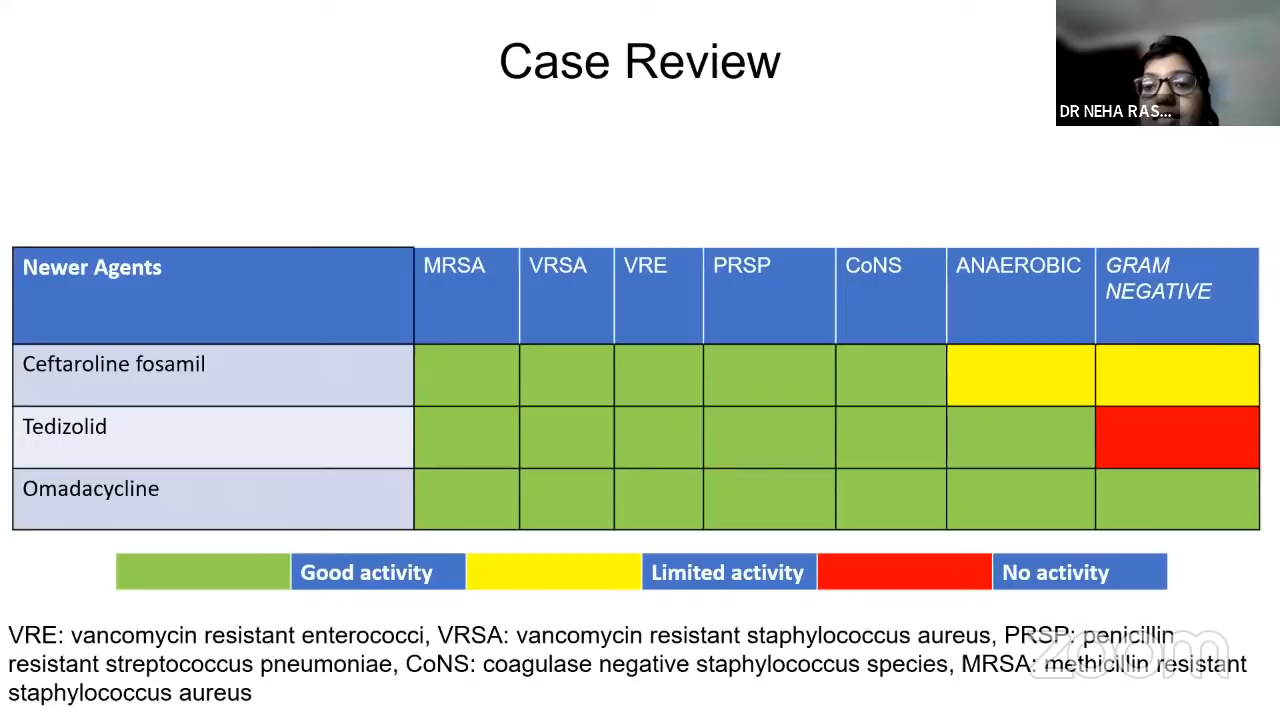 Case Review
DR NEHA RAS...
Newer Agents
MRSA
VRSA
VRE
PRSP
CoNS
ANAEROBIC
GRAM
NEGATIVE
Ceftaroline fosamil
Tedizolid
Omadacycline
Good activity
Limited activity
No activity
VRE: vancomycin resistant enterococci, VRSA: vancomycin resistant staphylococcus aureus, PRSP: penicillin
resistant streptococcus pneumoniae, CoNS: coagulase negative staphylococcus species, MRSA: methicillin resistant
staphylococcus aureus
zoom